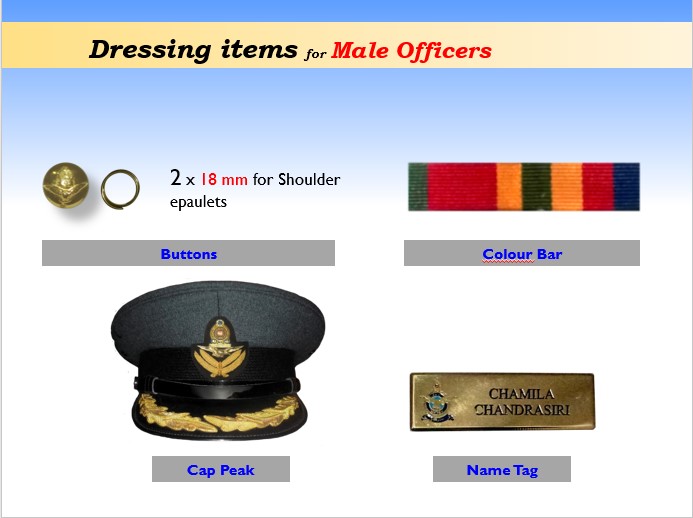 Dressing items for Male Officers
2 x 18 mm for Shoulder
epaulets
Buttons
Colour Bar
CHAMILA
CHANDRASIRI
Cap Peak
Name Tag